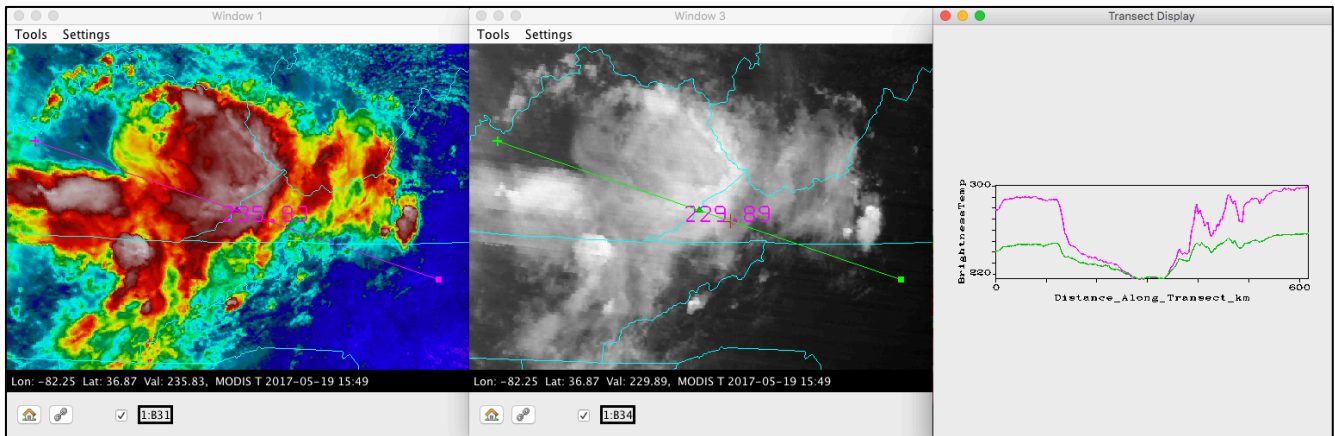 Window 1
Tools Settings
235.83
Lon: -82.25 Lat: 36.87 Val: 235.83, MODIS T 2017-05-19 15:49
1:B31
Window 3
Tools Settings
229.89
Lon: -82.25 Lat: 36.87 Val: 229.89, MODIS T 2017-05-19 15:49
1:B34
Transect Display
300
BrightnessTemp
220
0
600
Distance_Along_Transect_km